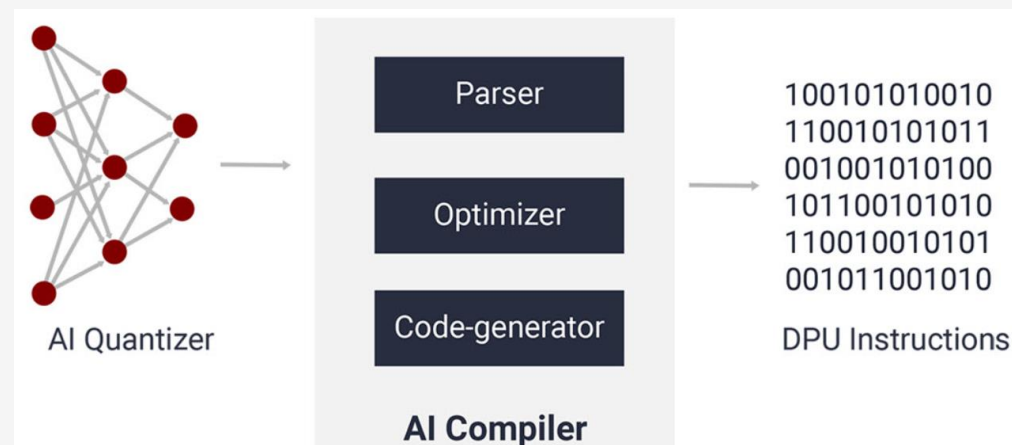 AI Quantizer
Parser
Optimizer
Code-generator
AI Compiler
100101010010
110010101011
001001010100
101100101010
110010010101
001011001010
DPU Instructions